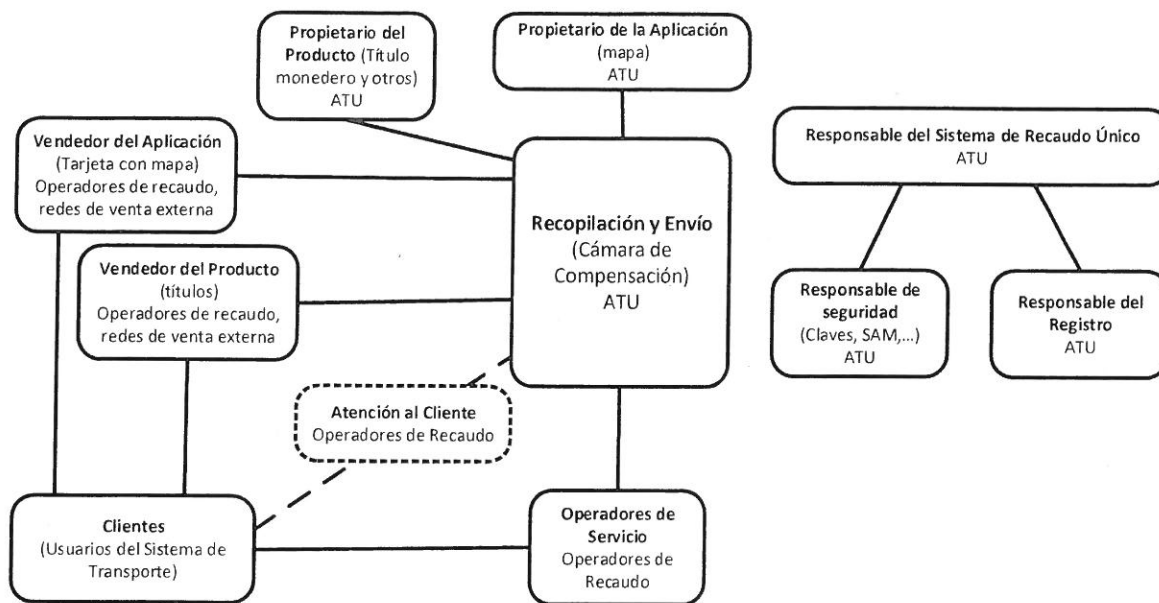 Propietario del
Producto (Título
monedero y otros)
ATU
Propietario de la Aplicación
(mapa)
ATU
Vendedor del Aplicación
(Tarjeta con mapa)
Operadores de recaudo,
redes de venta externa
Responsable del Sistema de Recaudo Único
ATU
Recopilación y Envío
(Cámara de
Compensación)
ATU
Vendedor del Producto
(títulos)
Operadores de recaudo,
redes de venta externa
Responsable de
seguridad
(Claves, SAM,...)
ATU
Responsable del
Registro
ATU
Atención al Cliente
Operadores de Recaudo
Clientes
(Usuarios del Sistema de
Transporte)
Operadores de
Servicio
Operadores de
Recaudo